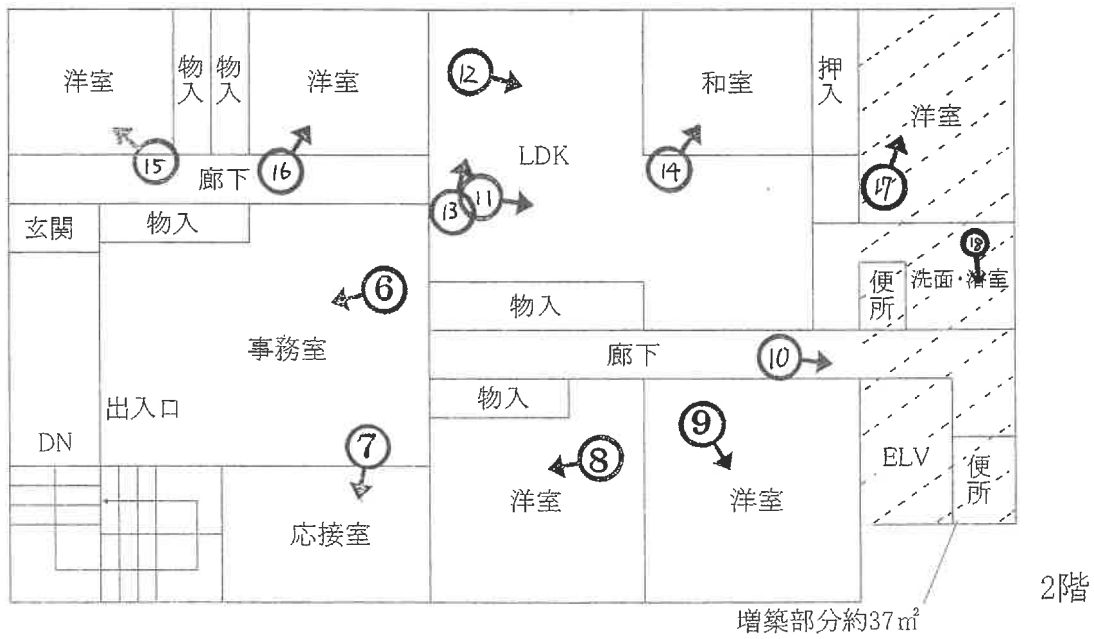 洋室
物入
物入
洋室
⑫
和室
押入
洋室
LDK
⑮
⑯
廊下
⑭
⑰
⑬
⑪
玄関
物入
⑱
便所
洗面・浴室
⑥
物入
事務室
廊下
⑩
出入口
物入
DN
⑦
⑧
⑨
ELV
便所
応接室
洋室
洋室
2階
増築部分約37㎡